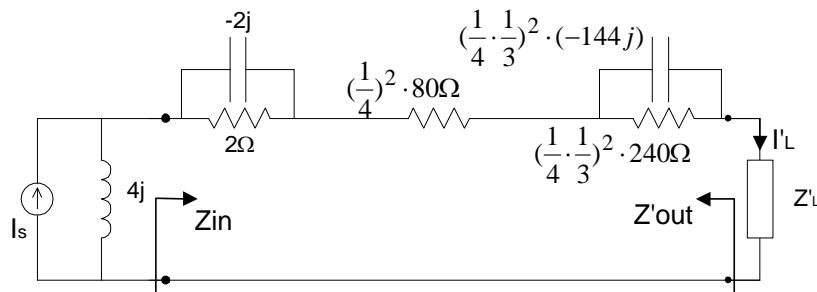 -2j
(1/4 · 1/3)² · (−144j)
(1/4)² · 80Ω
2Ω
(1/4 · 1/3)² · 240Ω
I'L
4j
Zin
Z'out
Z'L
Is